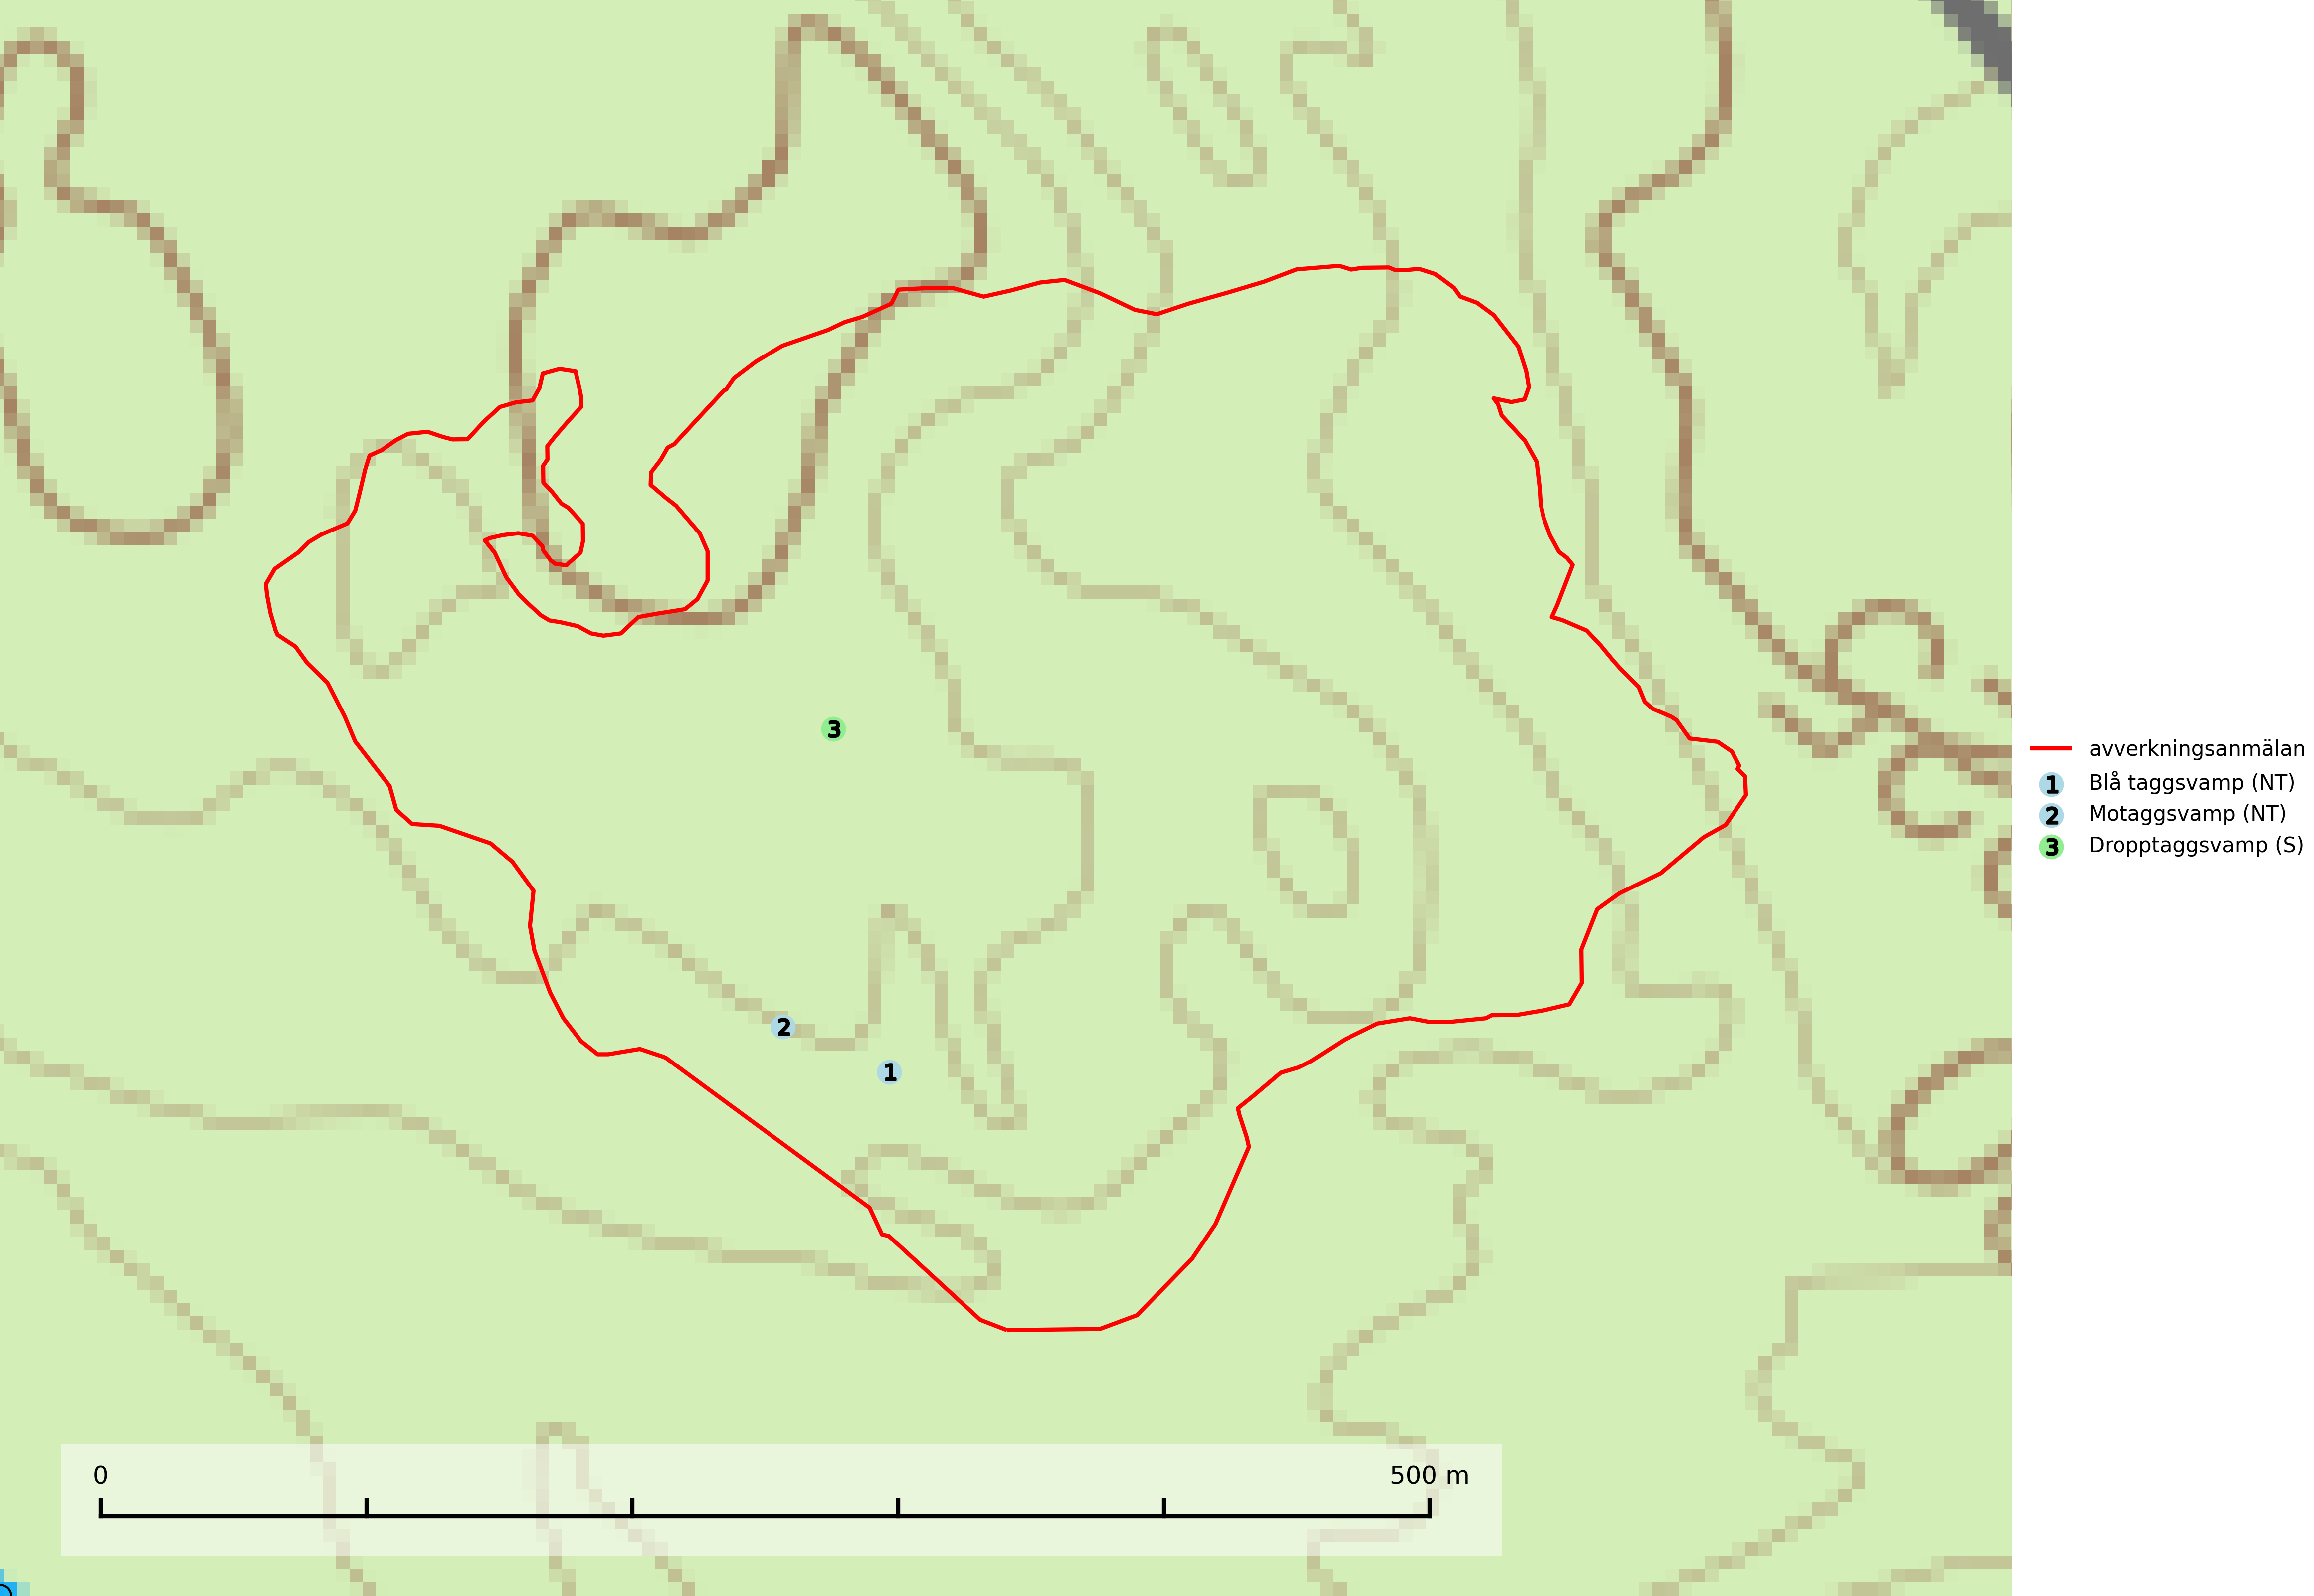 3
2
1
avverkningsanmälan
1 Blå taggsvamp (NT)
2 Motaggsvamp (NT)
3 Dropptaggsvamp (S)
0 500 m